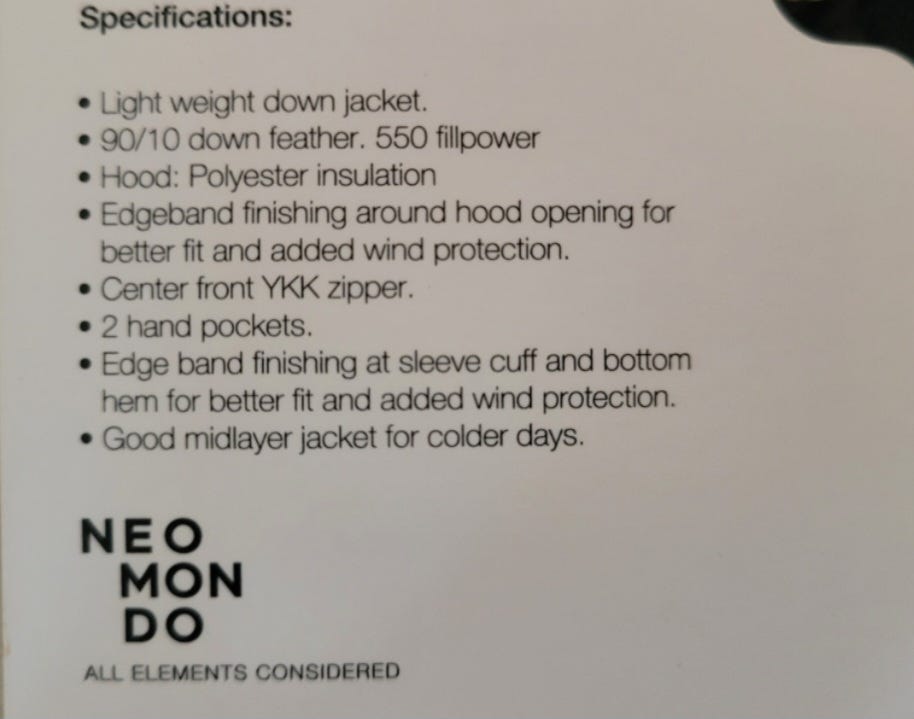 Specifications:
• Light weight down jacket.
• 90/10 down feather. 550 fillpower
• Hood: Polyester insulation
• Edgeband finishing around hood opening for
better fit and added wind protection.
• Center front YKK zipper.
• 2 hand pockets.
• Edge band finishing at sleeve cuff and bottom
hem for better fit and added wind protection.
• Good midlayer jacket for colder days.
NEO
MON
DO
ALL ELEMENTS CONSIDERED